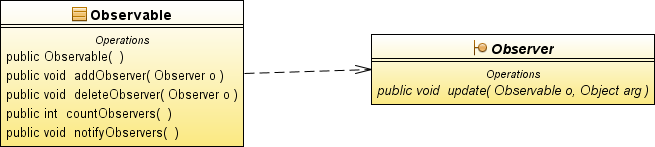 Observable
Operations
public Observable( )
public void addObserver( Observer o )
public void deleteObserver( Observer o )
public int countObservers( )
public void notifyObservers( )
Observer
Operations
public void update( Observable o, Object arg )